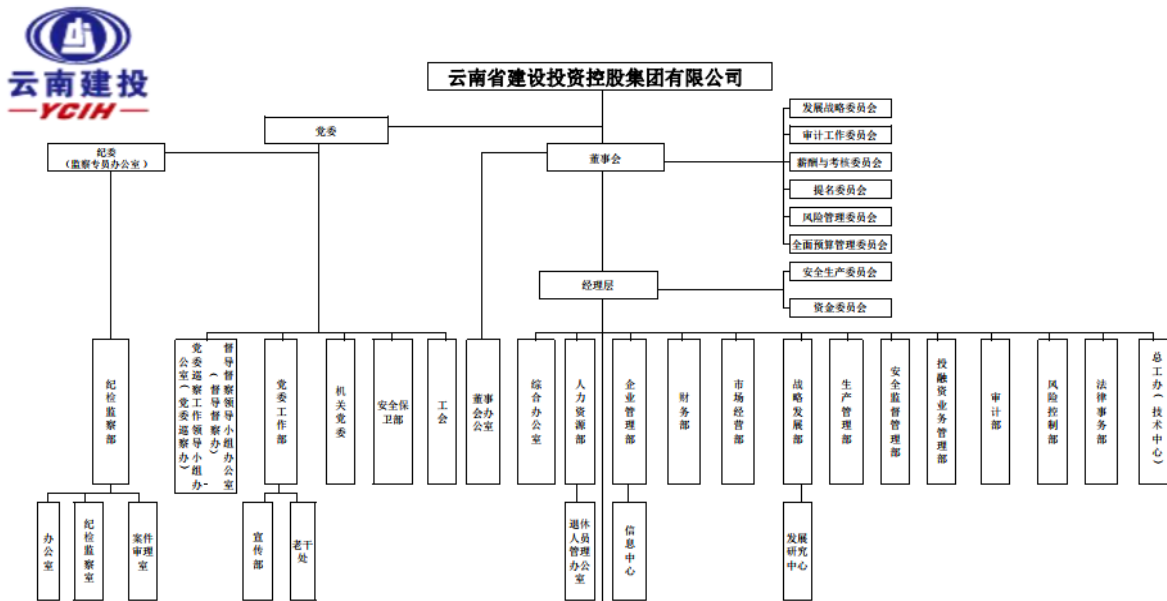 云南建投
YCIH
云南省建设投资控股集团有限公司
党委
纪委
（监察专员办公室）
董事会
发展战略委员会
审计工作委员会
薪酬与考核委员会
提名委员会
风险管理委员会
全面预算管理委员会
经理层
安全生产委员会
资金委员会
纪检监察部
督导督察领导小组办公室
（督导督察办）
党委巡察工作领导小组办
公室（党委巡察办）
党委工作部
机关党委
安全保
卫部
工会
董事
会办
公室
综合办公室
人力资源部
企业管理部
财务部
市场经营部
战略发展部
生产管理部
安全监督管理部
投融资业务管理部
审计部
风险控制部
法律事务部
总工办（技术中心）
办公室
纪检监察室
案件
审理
室
宣传部
老干
处
退休
人员
管理
办公
室
信息中心
发展
研究
中心